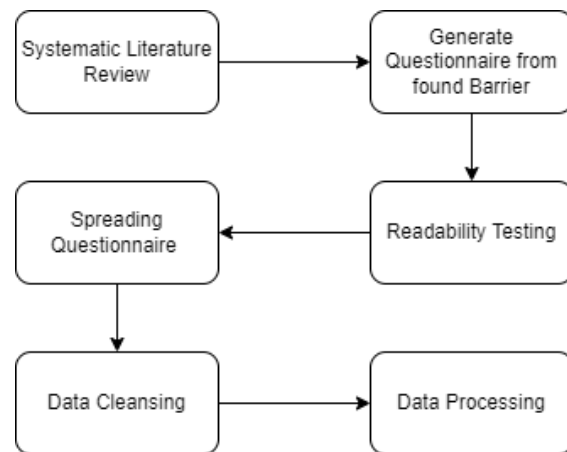 Systematic Literature
Review
Generate
Questionnaire from
found Barrier
Readability Testing
Spreading
Questionnaire
Data Cleansing
Data Processing